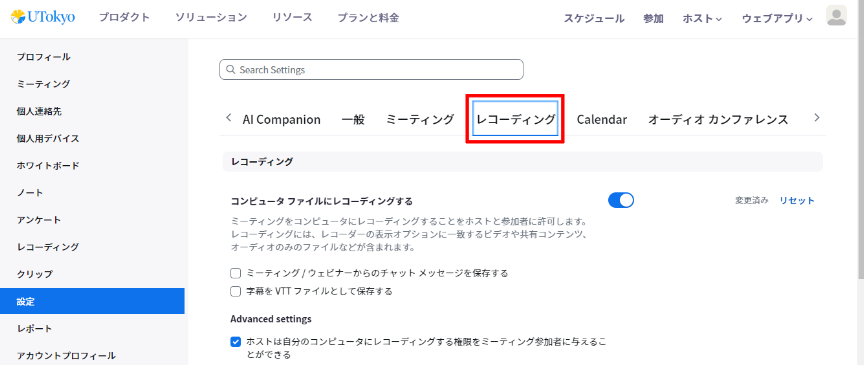 UTokyo プロダクト ソリューション リソース プランと料金 スケジュール 参加 ホスト ウェブアプリ
プロフィール
ミーティング
個人連絡先
個人用デバイス
ホワイトボード
ノート
アンケート
レコーディング
クリップ
設定
レポート
アカウントプロフィール
Search Settings
AI Companion 一般 ミーティング レコーディング Calendar オーディオ カンファレンス
レコーディング
コンピュータ ファイルにレコーディングする 変更済み リセット
ミーティングをコンピュータにレコーディングすることをホストと参加者に許可します。
レコーディングには、レコーダーの表示オプションに一致するビデオや共有コンテンツ、
オーディオのみのファイルなどが含まれます。
ミーティング / ウェビナーからのチャット メッセージを保存する
字幕を VTT ファイルとして保存する
Advanced settings
ホストは自分のコンピュータにレコーディングする権限をミーティング参加者に与えるこ
とができる